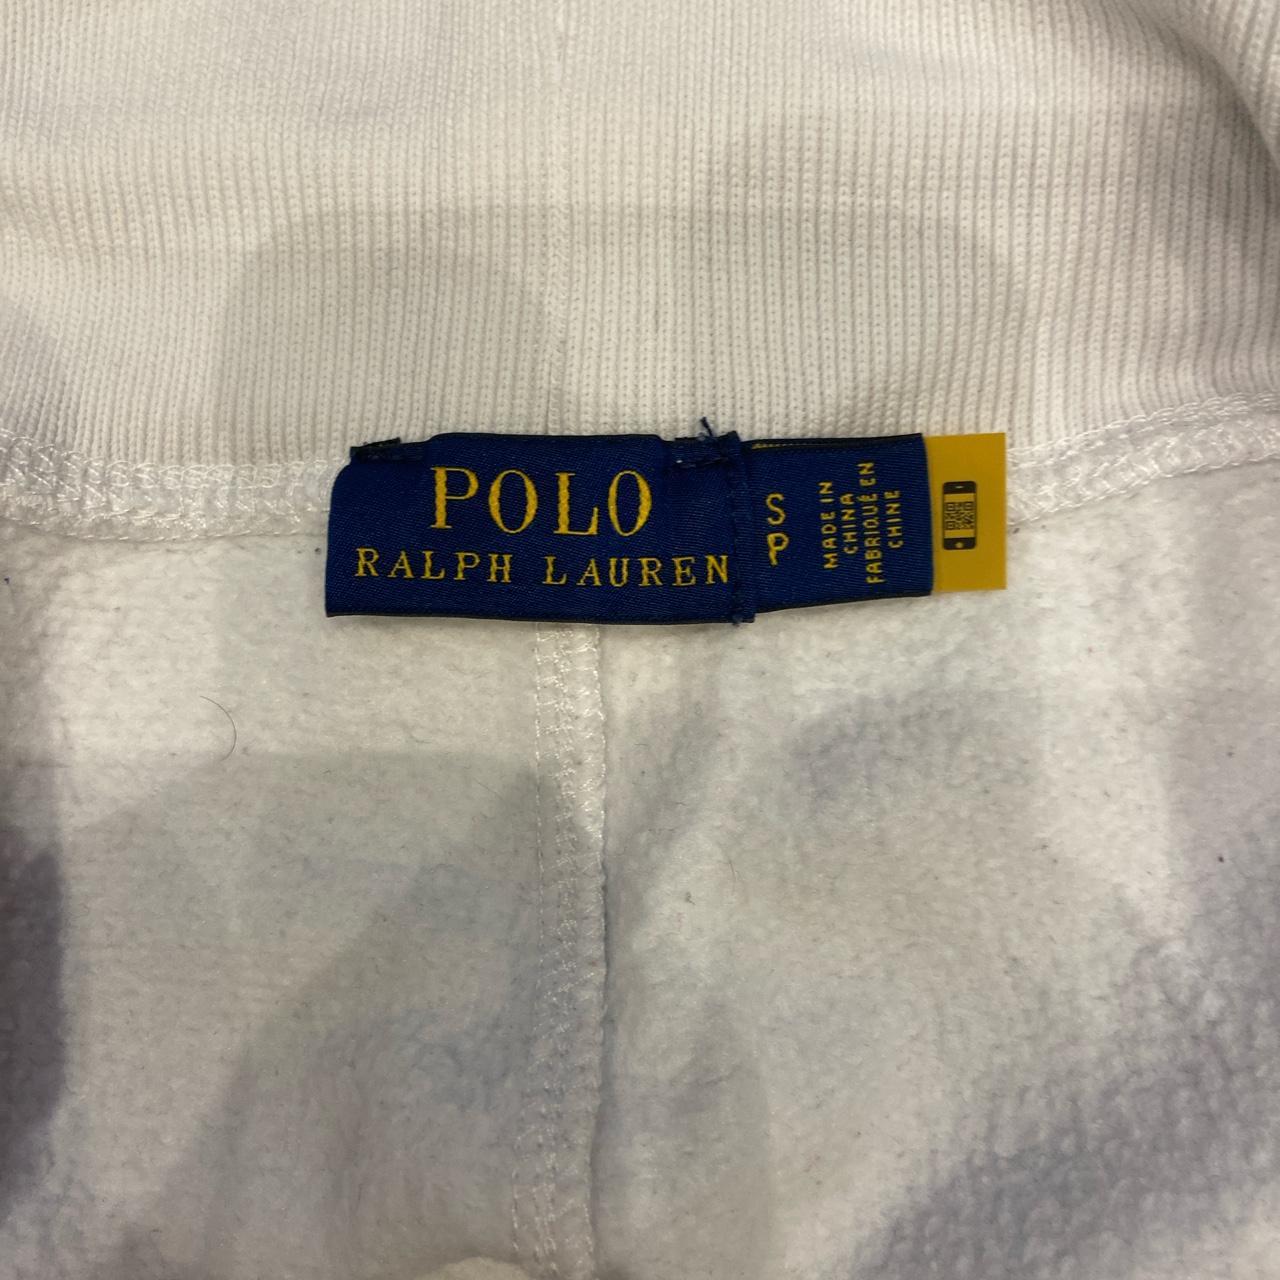 POLO
RALPH LAUREN
S
P
MADE IN
CHINA
FABRIQUÉ EN
CHINE